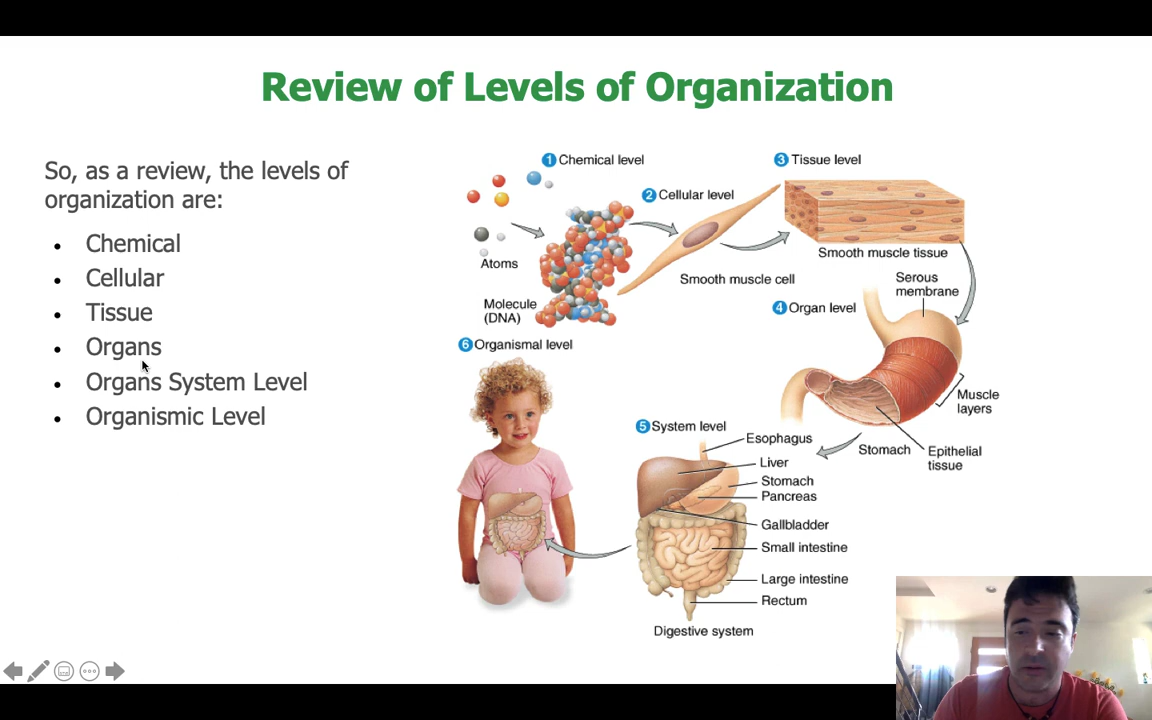 Review of Levels of Organization
So, as a review, the levels of
organization are:
• Chemical
• Cellular
• Tissue
• Organs
• Organs System Level
• Organismic Level
1 Chemical level
Atoms
Molecule
(DNA)
2 Cellular level
Smooth muscle cell
3 Tissue level
Smooth muscle tissue
4 Organ level
Serous
membrane
Muscle
layers
Stomach
Epithelial
tissue
5 System level
Esophagus
Liver
Stomach
Pancreas
Gallbladder
Small intestine
Large intestine
Rectum
Digestive system
6 Organismal level